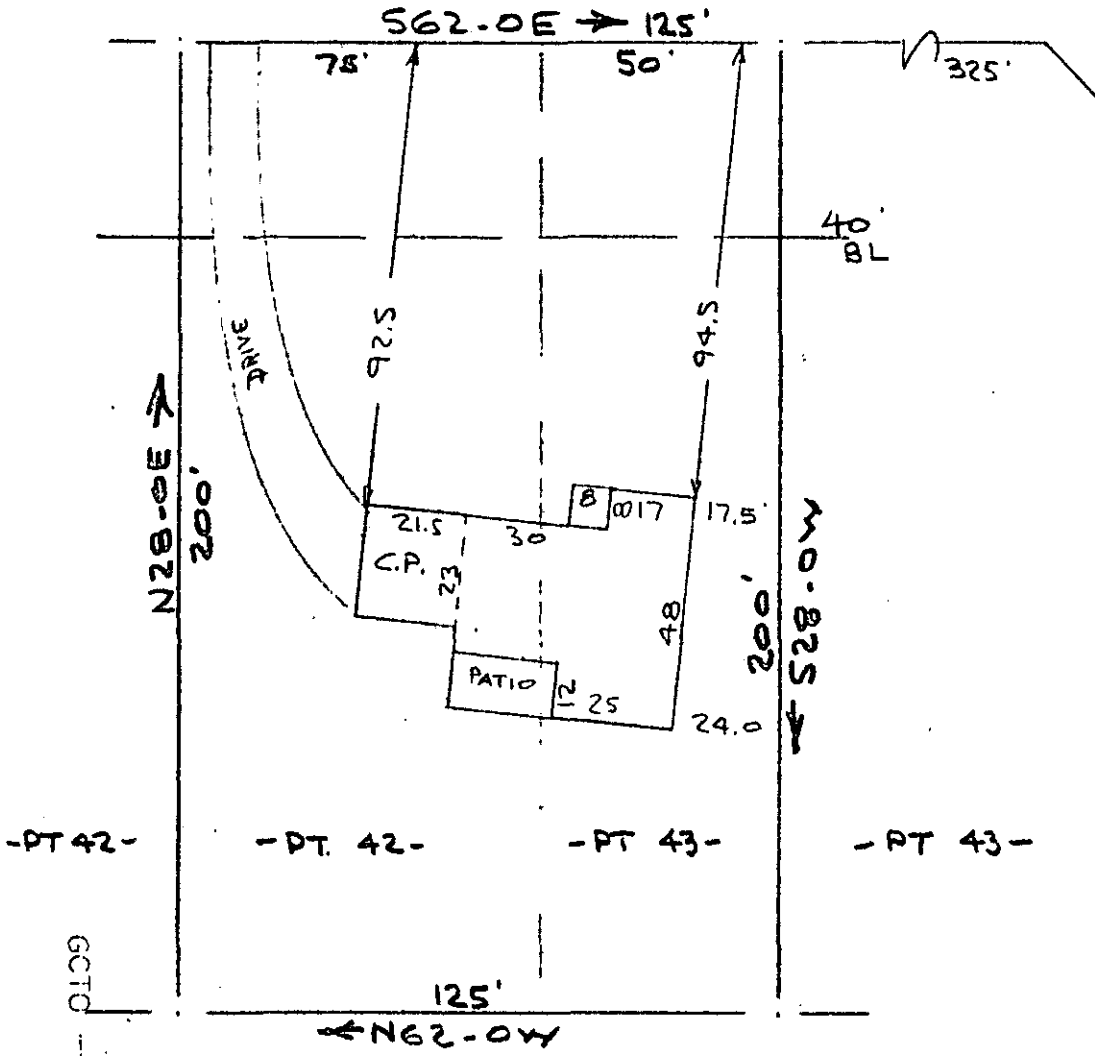 S62-0E → 125'
75'
50'
325'
40'
BL
92.5
94.5
DRIVE
N28-0E →
200'
21.5
30
8
8
17
17.5'
C.P.
23
48
200'
S28-0W →
PATIO
12
25
24.0
-PT 42-
-PT. 42-
-PT 43-
-PT 43-
GCTO
125'
← N62-0W